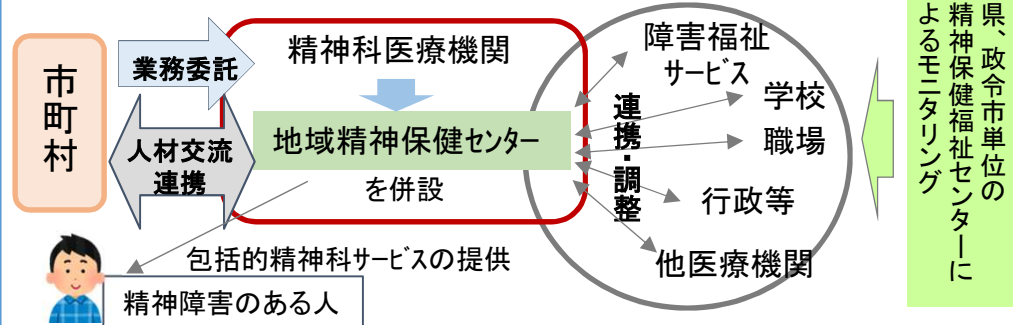 市町村
業務委託
人材交流
連携
精神科医療機関
地域精神保健センター
を併設
包括的精神科サービスの提供
精神障害のある人
連携・調整
障害福祉
サービス
学校
職場
行政等
他医療機関
県、政令市単位の
精神保健福祉センターに
よるモニタリング